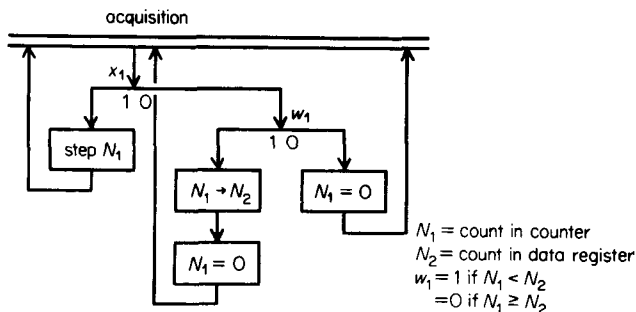 acquisition
x₁
1 0
w₁
1 0
step N₁
N₁ → N₂
N₁ = 0
N₁ = 0
N₁ = count in counter
N₂ = count in data register
w₁ = 1 if N₁ < N₂
= 0 if N₁ ≥ N₂